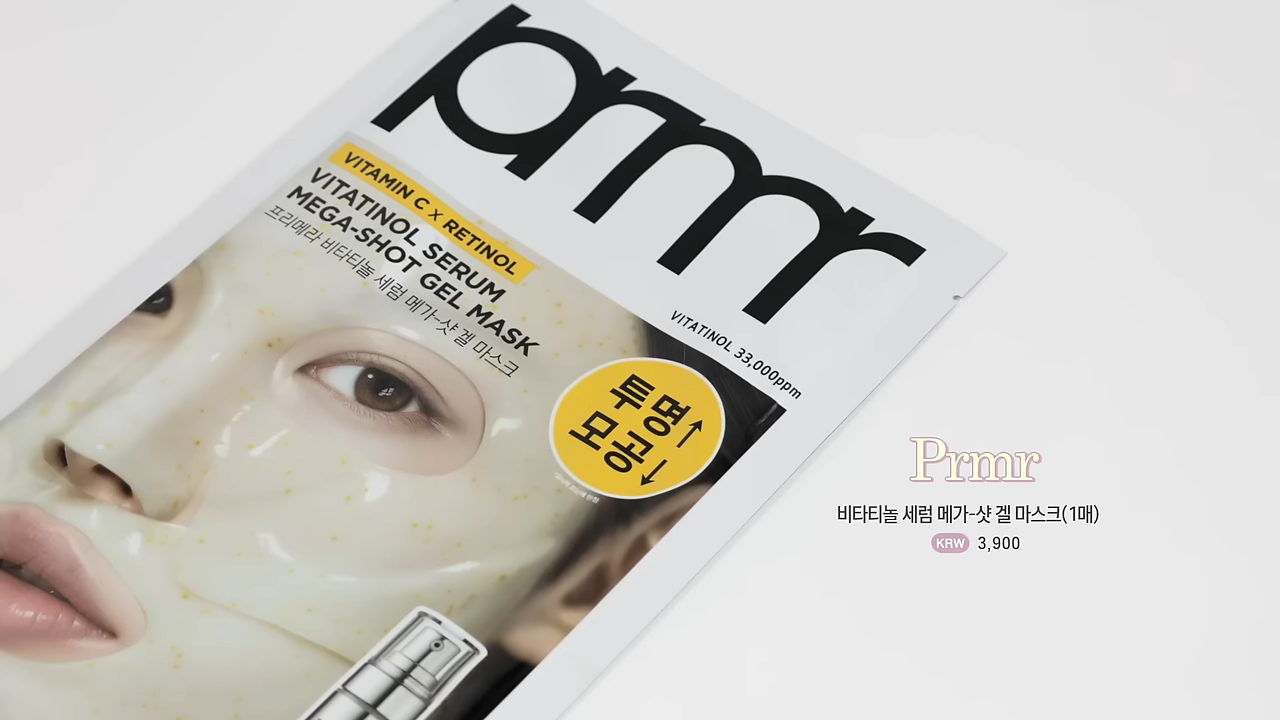 prmr
VITAMIN C x RETINOL
VITATINOL SERUM
MEGA-SHOT GEL MASK
프리메라 비타티놀 세럼 메가-샷 겔 마스크
VITATINOL 33,000ppm
투명↑
모공↓
Prmr
비타티놀 세럼 메가-샷 겔 마스크(1매)
KRW 3,900